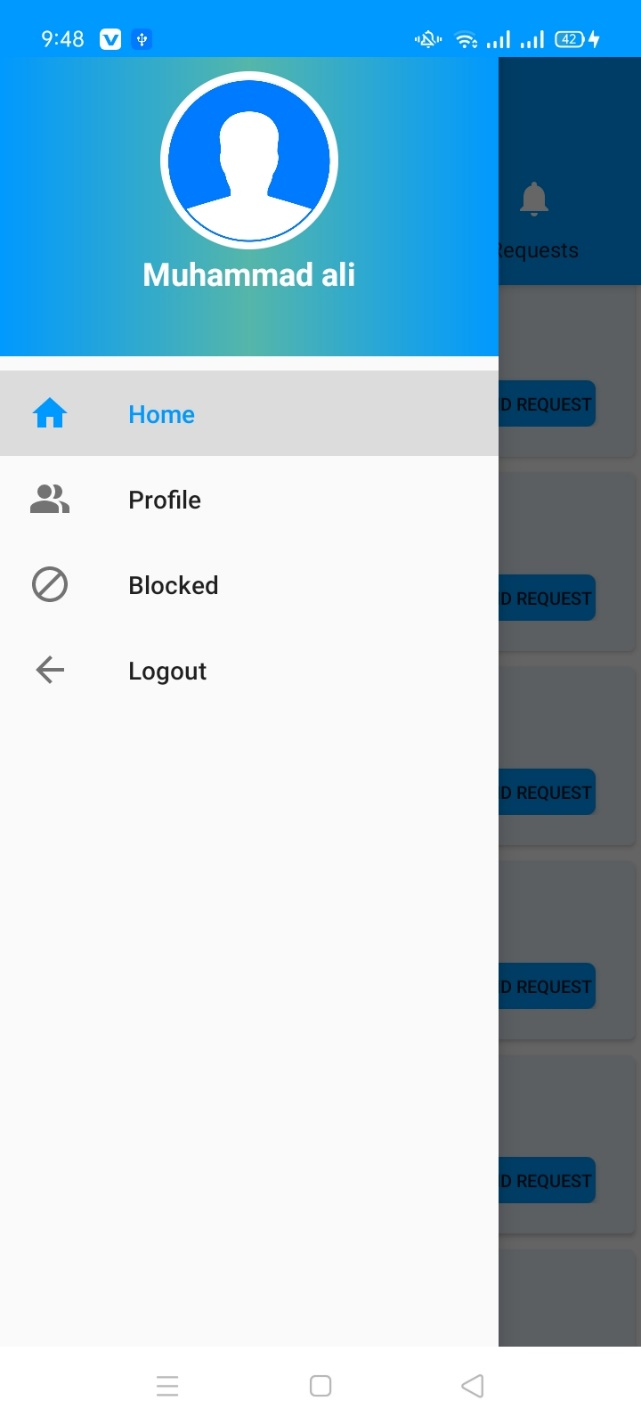 9:48
42
Muhammad ali
Requests
Home
D REQUEST
Profile
Blocked
D REQUEST
Logout
D REQUEST
D REQUEST
D REQUEST